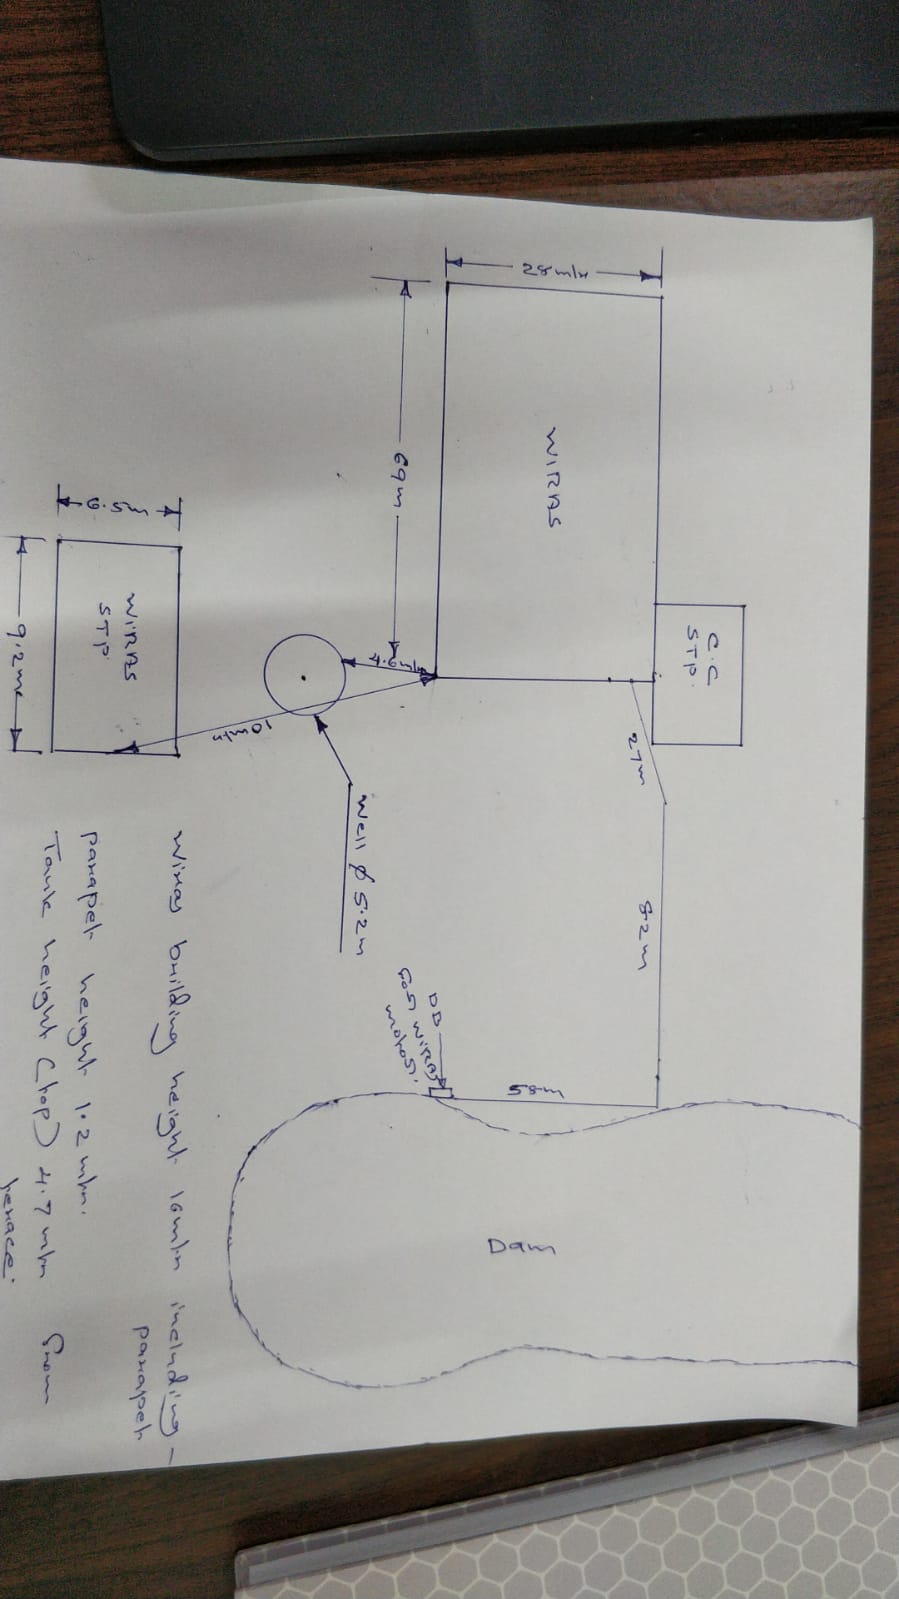 C.C
STP.
27m
82m
28mtr
WIRAS
58m
Dam
DB
For WIRAS
motor.
69m
4.6mtr
Well ϕ 5.2m
10mtr
WIRAS
STP
6.5m
9.2m
Wiras building height 16mtr including
parapet
parapet height 1.2 mtr.
Tank height (top) 4.7 mtr from
terrace.